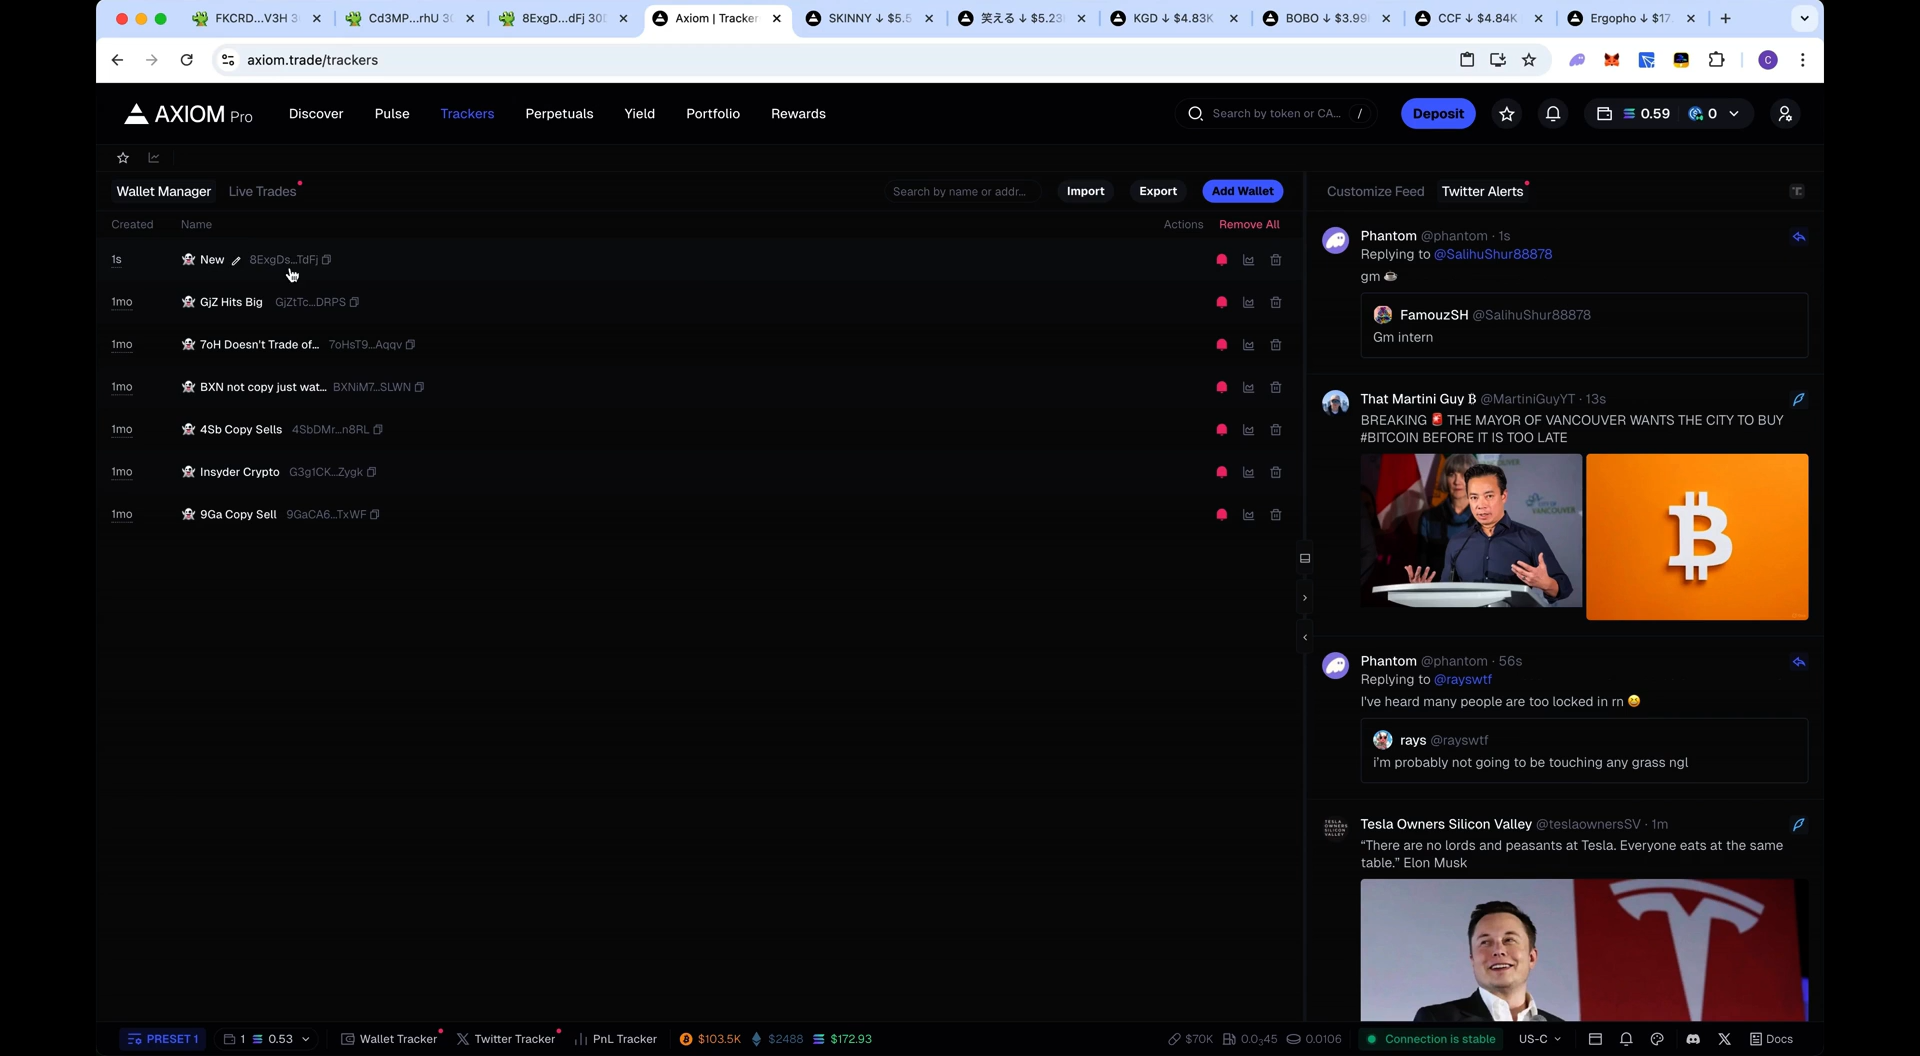 FKCRD...V3H 3
Cd3MP...rhU 3
8ExgD...dFj 30
Axiom | Tracker
SKINNY ↓ $5.5
笑える ↓ $5.23
KGD ↓ $4.83K
BOBO ↓ $3.99
CCF ↓ $4.84K
Ergopho ↓ $17.
axiom.trade/trackers
C
AXIOM Pro
Discover
Pulse
Trackers
Perpetuals
Yield
Portfolio
Rewards
Search by token or CA...
/
Deposit
0.59
0
Wallet Manager
Live Trades
Search by name or addr...
Import
Export
Add Wallet
Customize Feed
Twitter Alerts
Created
Name
Actions
Remove All
1s New 8ExgDs...TdFj
1mo GjZ Hits Big GjZtTc...DRPS
1mo 7oH Doesn't Trade of... 7oHsT9...Aqqv
1mo BXN not copy just wat... BXNiM7...SLWN
1mo 4Sb Copy Sells 4SbDMr...n8RL
1mo Insyder Crypto G3g1CK...Zygk
1mo 9Ga Copy Sell 9GaCA6...TxWF
Phantom @phantom · 1s
Replying to @SalihuShur88878
gm ☕
FamouzSH @SalihuShur88878
Gm intern
That Martini Guy ₿ @MartiniGuyYT · 13s
BREAKING 🚨 THE MAYOR OF VANCOUVER WANTS THE CITY TO BUY
#BITCOIN BEFORE IT IS TOO LATE
VANCOUVER
Phantom @phantom · 56s
Replying to @rayswtf
I've heard many people are too locked in rn 😆
rays @rayswtf
i'm probably not going to be touching any grass ngl
TESLA
OWNERS
SILICON
VALLEY
Tesla Owners Silicon Valley @teslaownersSV · 1m
"There are no lords and peasants at Tesla. Everyone eats at the same
table." Elon Musk
PRESET 1
1
0.53
Wallet Tracker
Twitter Tracker
PnL Tracker
$103.5K
$2488
$172.93
$70K
0.0₃45
0.0106
Connection is stable
US-C
Docs